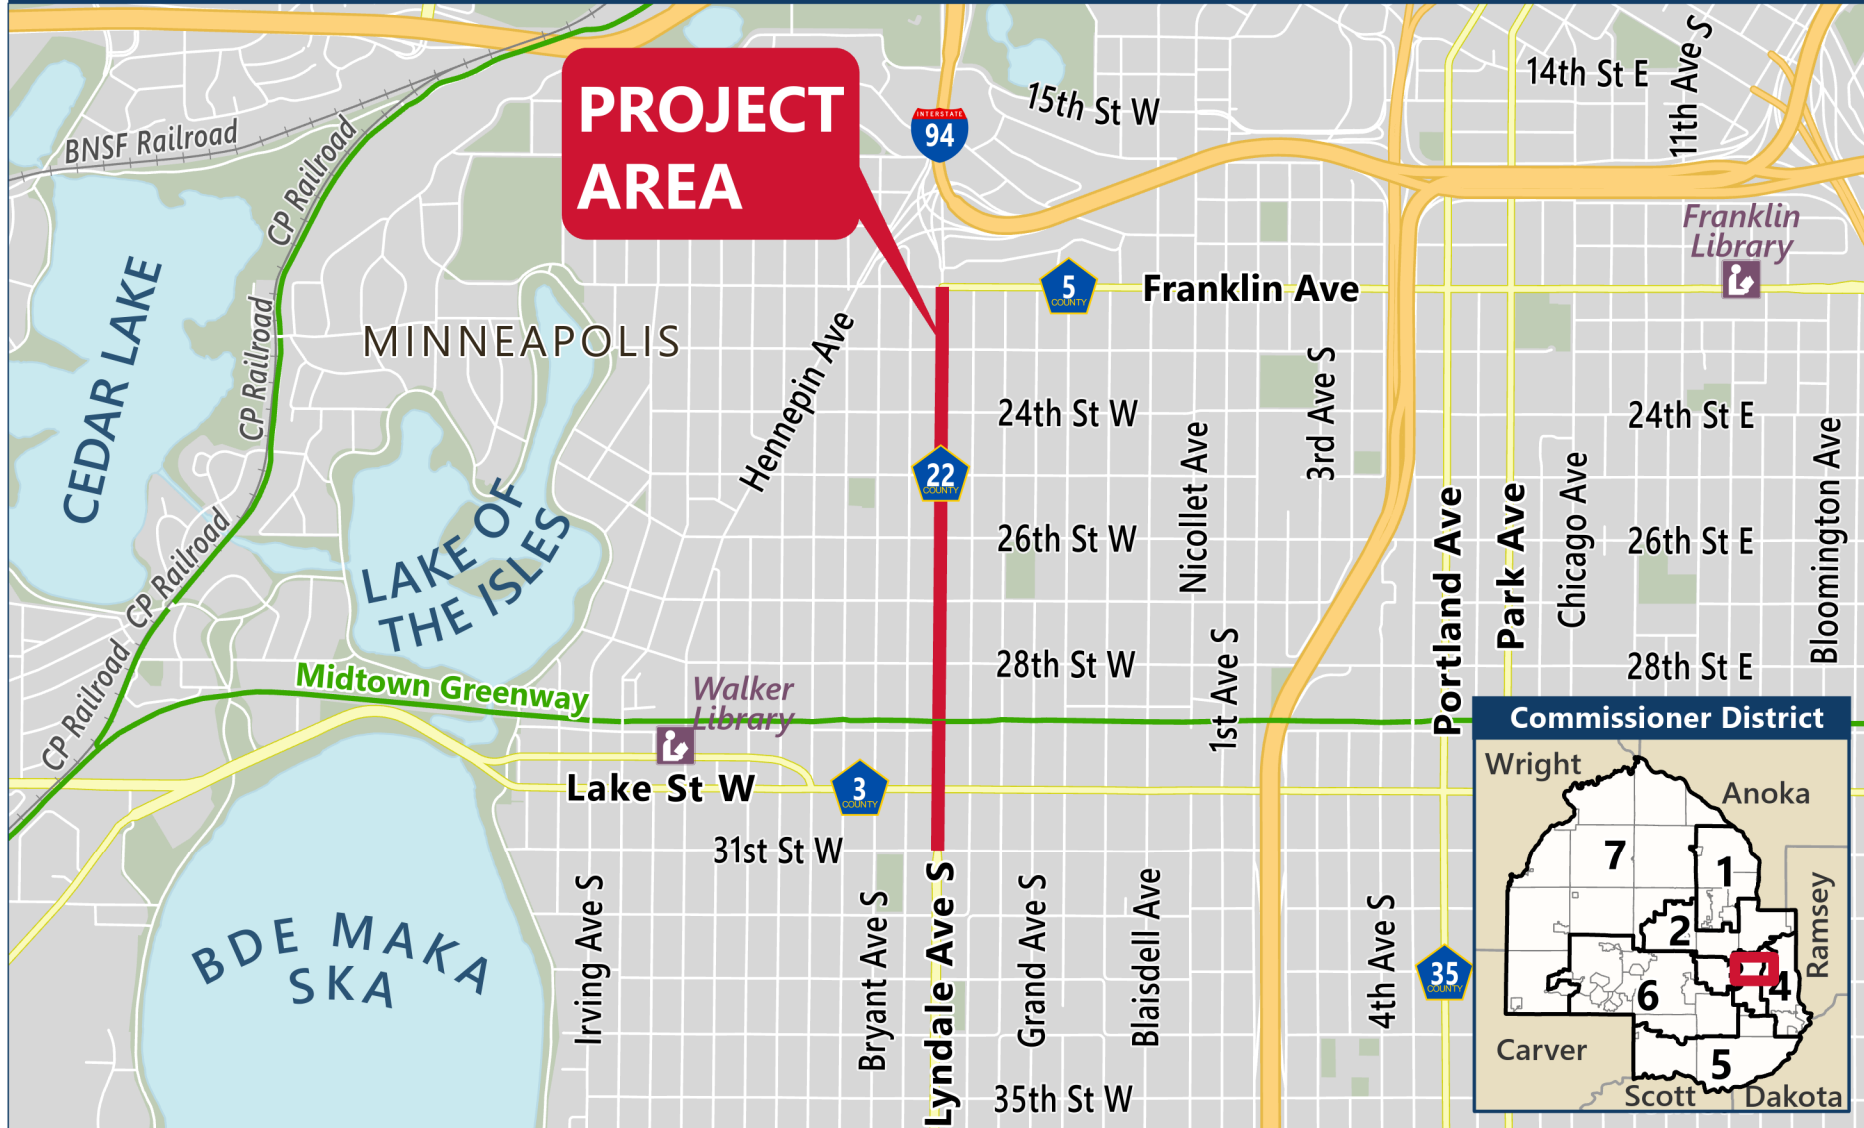 14th St E
11th Ave S
PROJECT
AREA
15th St W
INTERSTATE
94
BNSF Railroad
CP Railroad
Franklin
Library
CEDAR LAKE
5
COUNTY
Franklin Ave
CP Railroad
MINNEAPOLIS
Hennepin Ave
3rd Ave S
24th St W
24th St E
22
COUNTY
Nicollet Ave
Bloomington Ave
Chicago Ave
LAKE OF
THE ISLES
26th St W
26th St E
Portland Ave
Park Ave
CP Railroad
CP Railroad
28th St W
28th St E
1st Ave S
Midtown Greenway
Walker
Library
Lake St W
3
COUNTY
31st St W
BDE MAKA
SKA
Irving Ave S
Bryant Ave S
Lyndale Ave S
Grand Ave S
Blaisdell Ave
4th Ave S
35
COUNTY
35th St W
Commissioner District
Wright
Anoka
7
1
2
Ramsey
6
4
Carver
5
Scott
Dakota